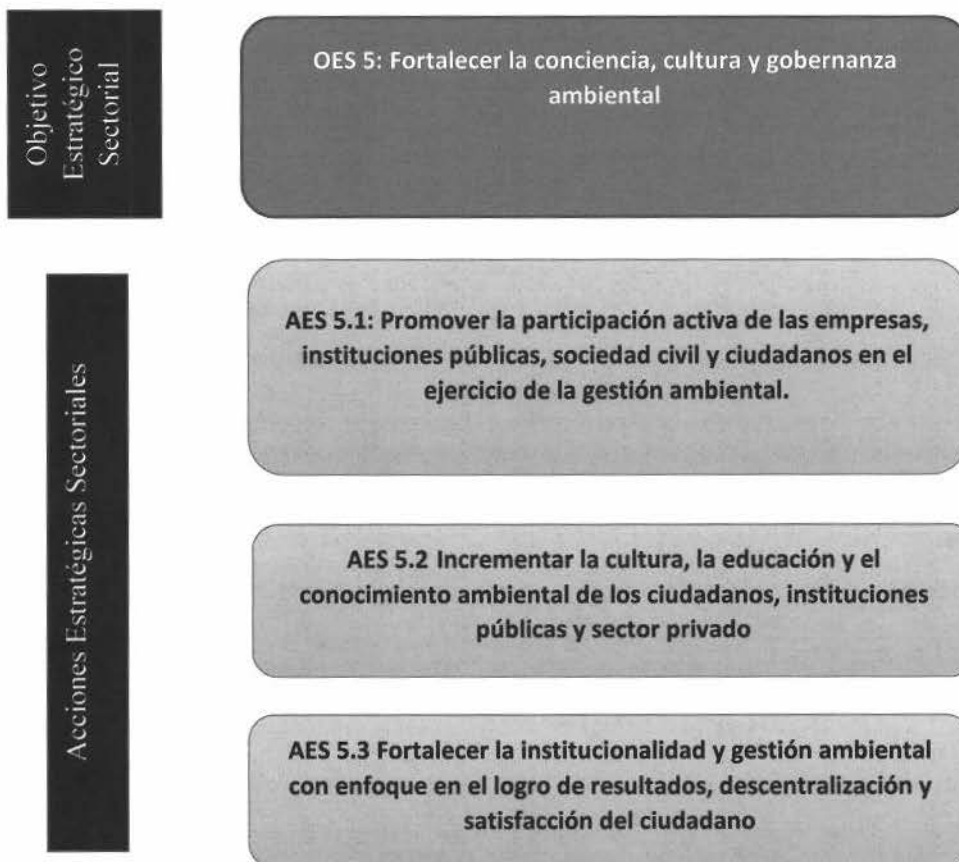 Objetivo
Estratégico
Sectorial
OES 5: Fortalecer la conciencia, cultura y gobernanza
ambiental
Acciones Estratégicas Sectoriales
AES 5.1: Promover la participación activa de las empresas,
instituciones públicas, sociedad civil y ciudadanos en el
ejercicio de la gestión ambiental.
AES 5.2 Incrementar la cultura, la educación y el
conocimiento ambiental de los ciudadanos, instituciones
públicas y sector privado
AES 5.3 Fortalecer la institucionalidad y gestión ambiental
con enfoque en el logro de resultados, descentralización y
satisfacción del ciudadano